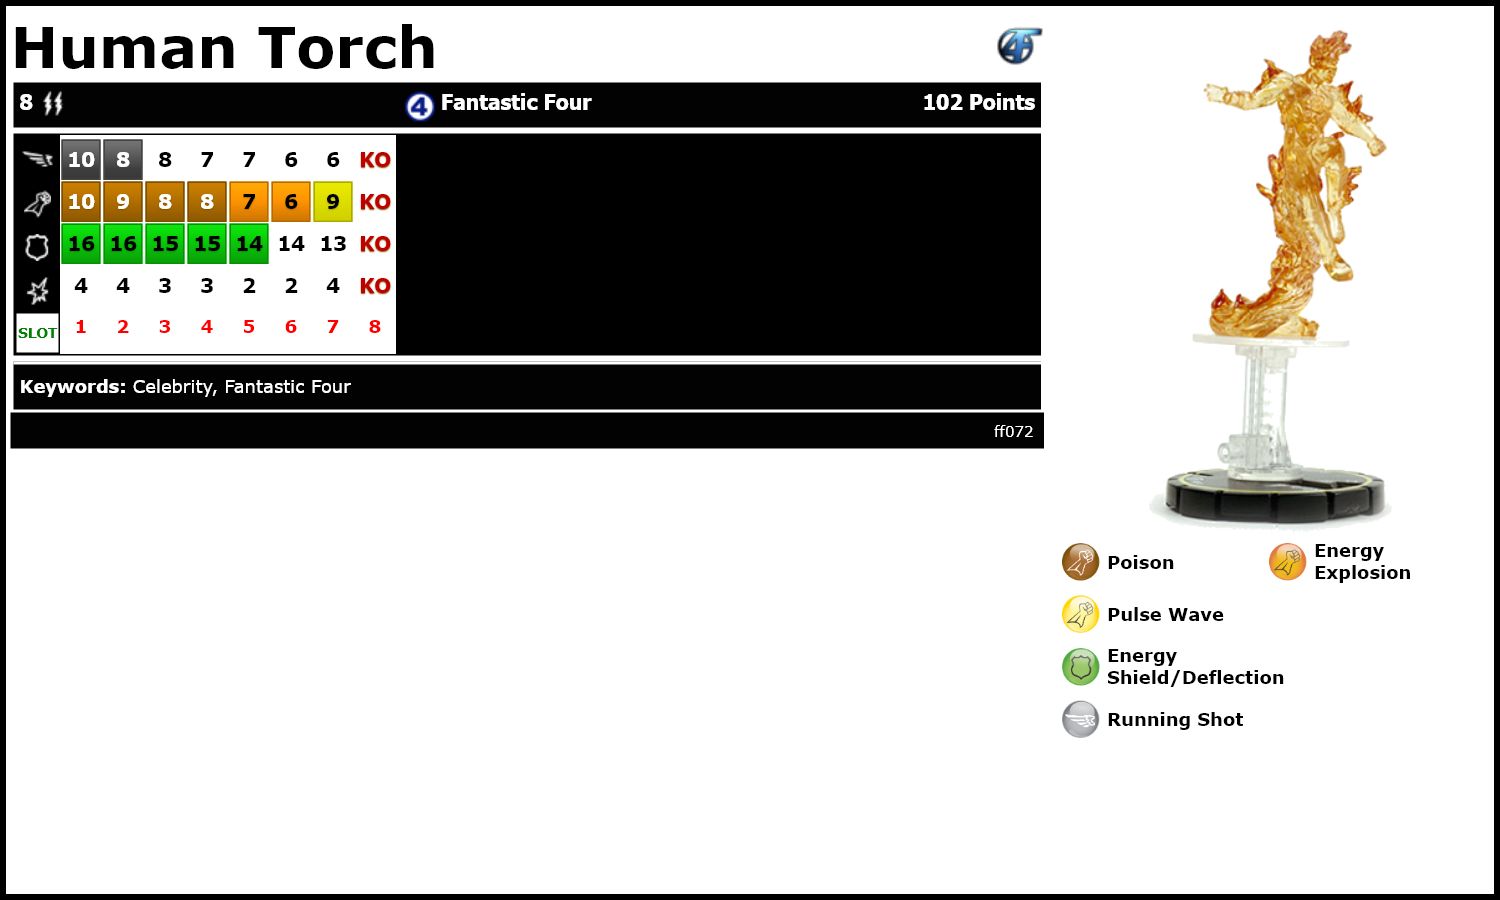 Human Torch
8 Fantastic Four 102 Points
10 8 8 7 7 6 6 KO
10 9 8 8 7 6 9 KO
16 16 15 15 14 14 13 KO
4 4 3 3 2 2 4 KO
SLOT 1 2 3 4 5 6 7 8
Keywords: Celebrity, Fantastic Four
ff072
Poison
Energy
Explosion
Pulse Wave
Energy
Shield/Deflection
Running Shot